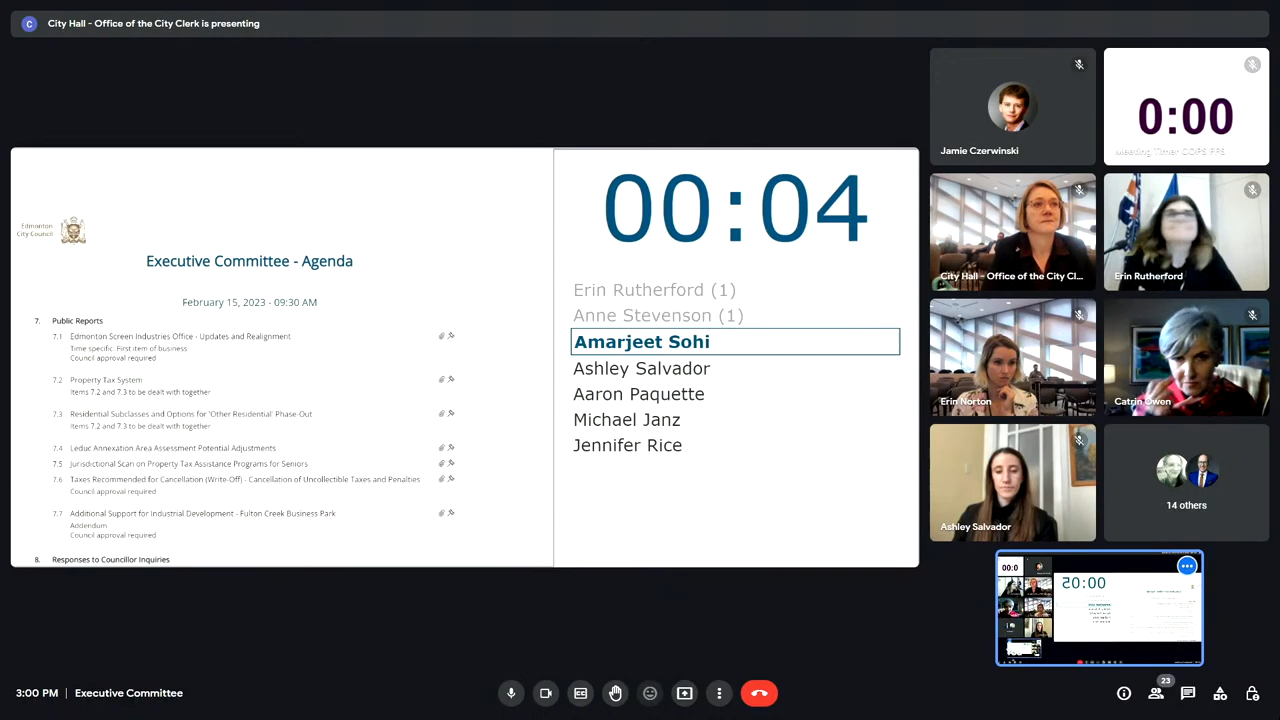 C City Hall - Office of the City Clerk is presenting
Edmonton
City Council
Executive Committee - Agenda
February 15, 2023 - 09:30 AM
7. Public Reports
7.1 Edmonton Screen Industries Office - Updates and Realignment
Time specific: First item of business
Council approval required
7.2 Property Tax System
Items 7.2 and 7.3 to be dealt with together
7.3 Residential Subclasses and Options for 'Other Residential' Phase-Out
Items 7.2 and 7.3 to be dealt with together
7.4 Leduc Annexation Area Assessment Potential Adjustments
7.5 Jurisdictional Scan on Property Tax Assistance Programs for Seniors
7.6 Taxes Recommended for Cancellation (Write-Off) - Cancellation of Uncollectible Taxes and Penalties
Council approval required
7.7 Additional Support for Industrial Development - Fulton Creek Business Park
Addendum
Council approval required
8. Responses to Councillor Inquiries
00:04
Erin Rutherford (1)
Anne Stevenson (1)
Amarjeet Sohi
Ashley Salvador
Aaron Paquette
Michael Janz
Jennifer Rice
Jamie Czerwinski
0:00
Meeting Timer COPS FPS
City Hall - Office of the City Cl...
Erin Rutherford
Erin Norton
Catrin Owen
Ashley Salvador
14 others
00:0
00:05
3:00 PM | Executive Committee
23